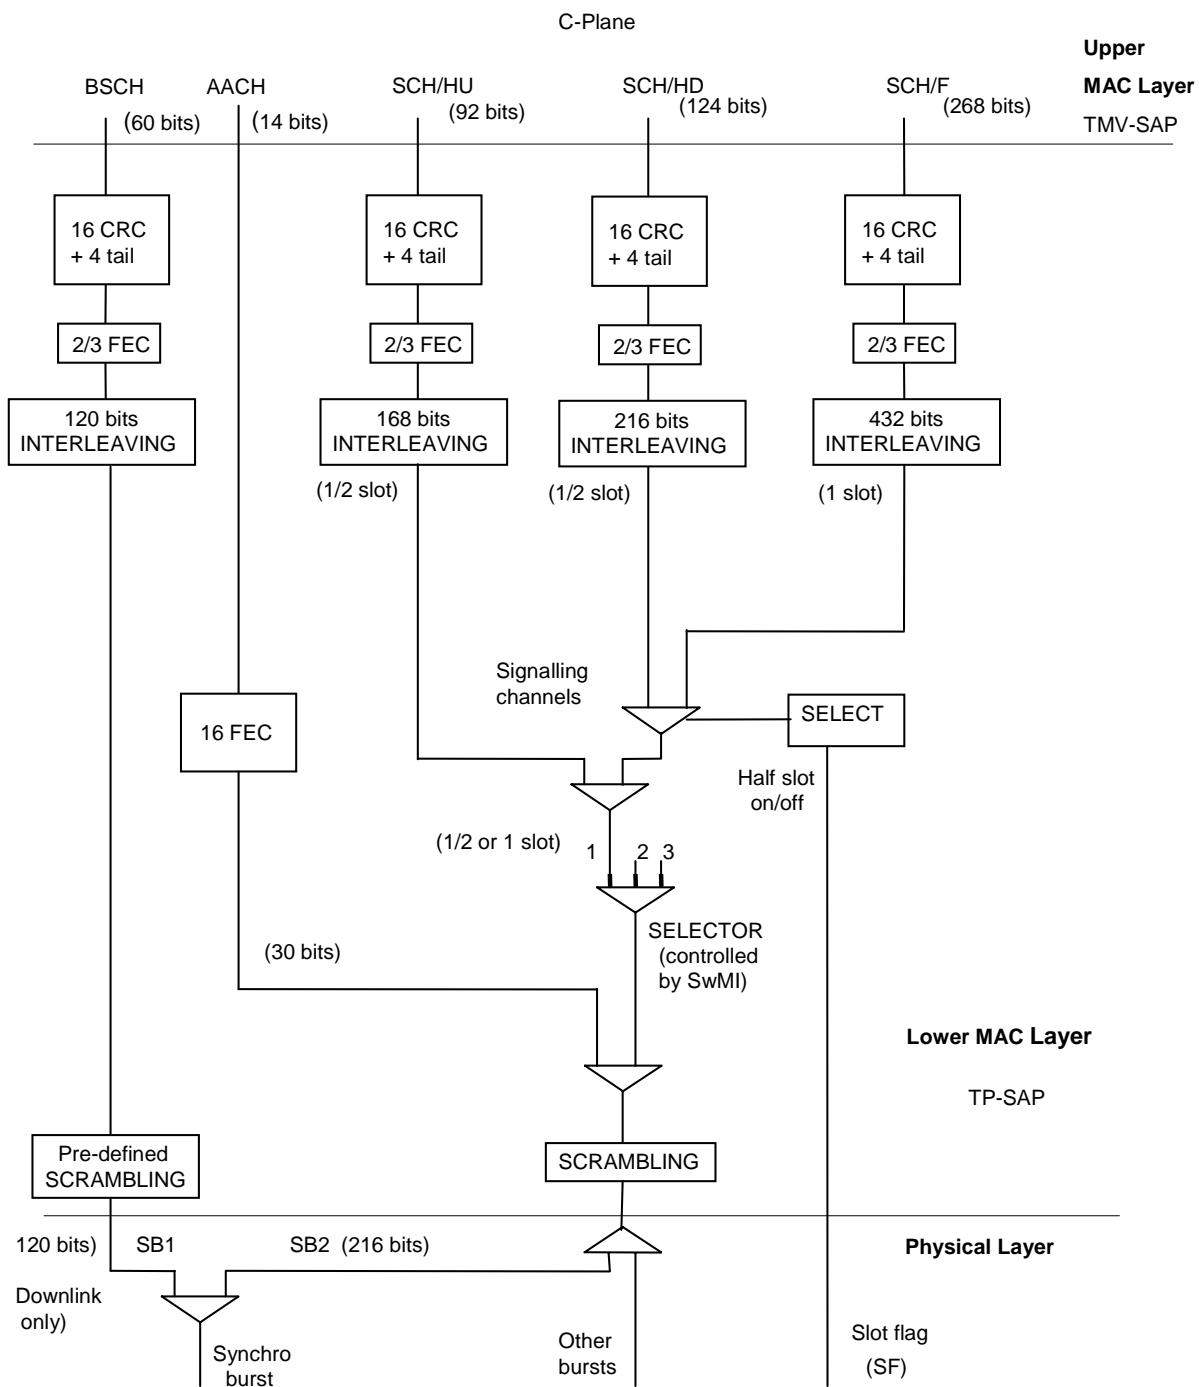 C-Plane
Upper
MAC Layer
TMV-SAP
BSCH
(60 bits)
AACH
(14 bits)
SCH/HU
(92 bits)
SCH/HD
(124 bits)
SCH/F
(268 bits)
16 CRC
+ 4 tail
16 CRC
+ 4 tail
16 CRC
+ 4 tail
16 CRC
+ 4 tail
2/3 FEC
2/3 FEC
2/3 FEC
2/3 FEC
120 bits
INTERLEAVING
168 bits
INTERLEAVING
216 bits
INTERLEAVING
432 bits
INTERLEAVING
(1/2 slot)
(1/2 slot)
(1 slot)
Signalling
channels
16 FEC
SELECT
Half slot
on/off
(1/2 or 1 slot)
1 2 3
SELECTOR
(controlled
by SwMI)
(30 bits)
Lower MAC Layer
TP-SAP
Pre-defined
SCRAMBLING
SCRAMBLING
120 bits)
SB1
SB2 (216 bits)
Physical Layer
Downlink
only)
Synchro
burst
Other
bursts
Slot flag
(SF)